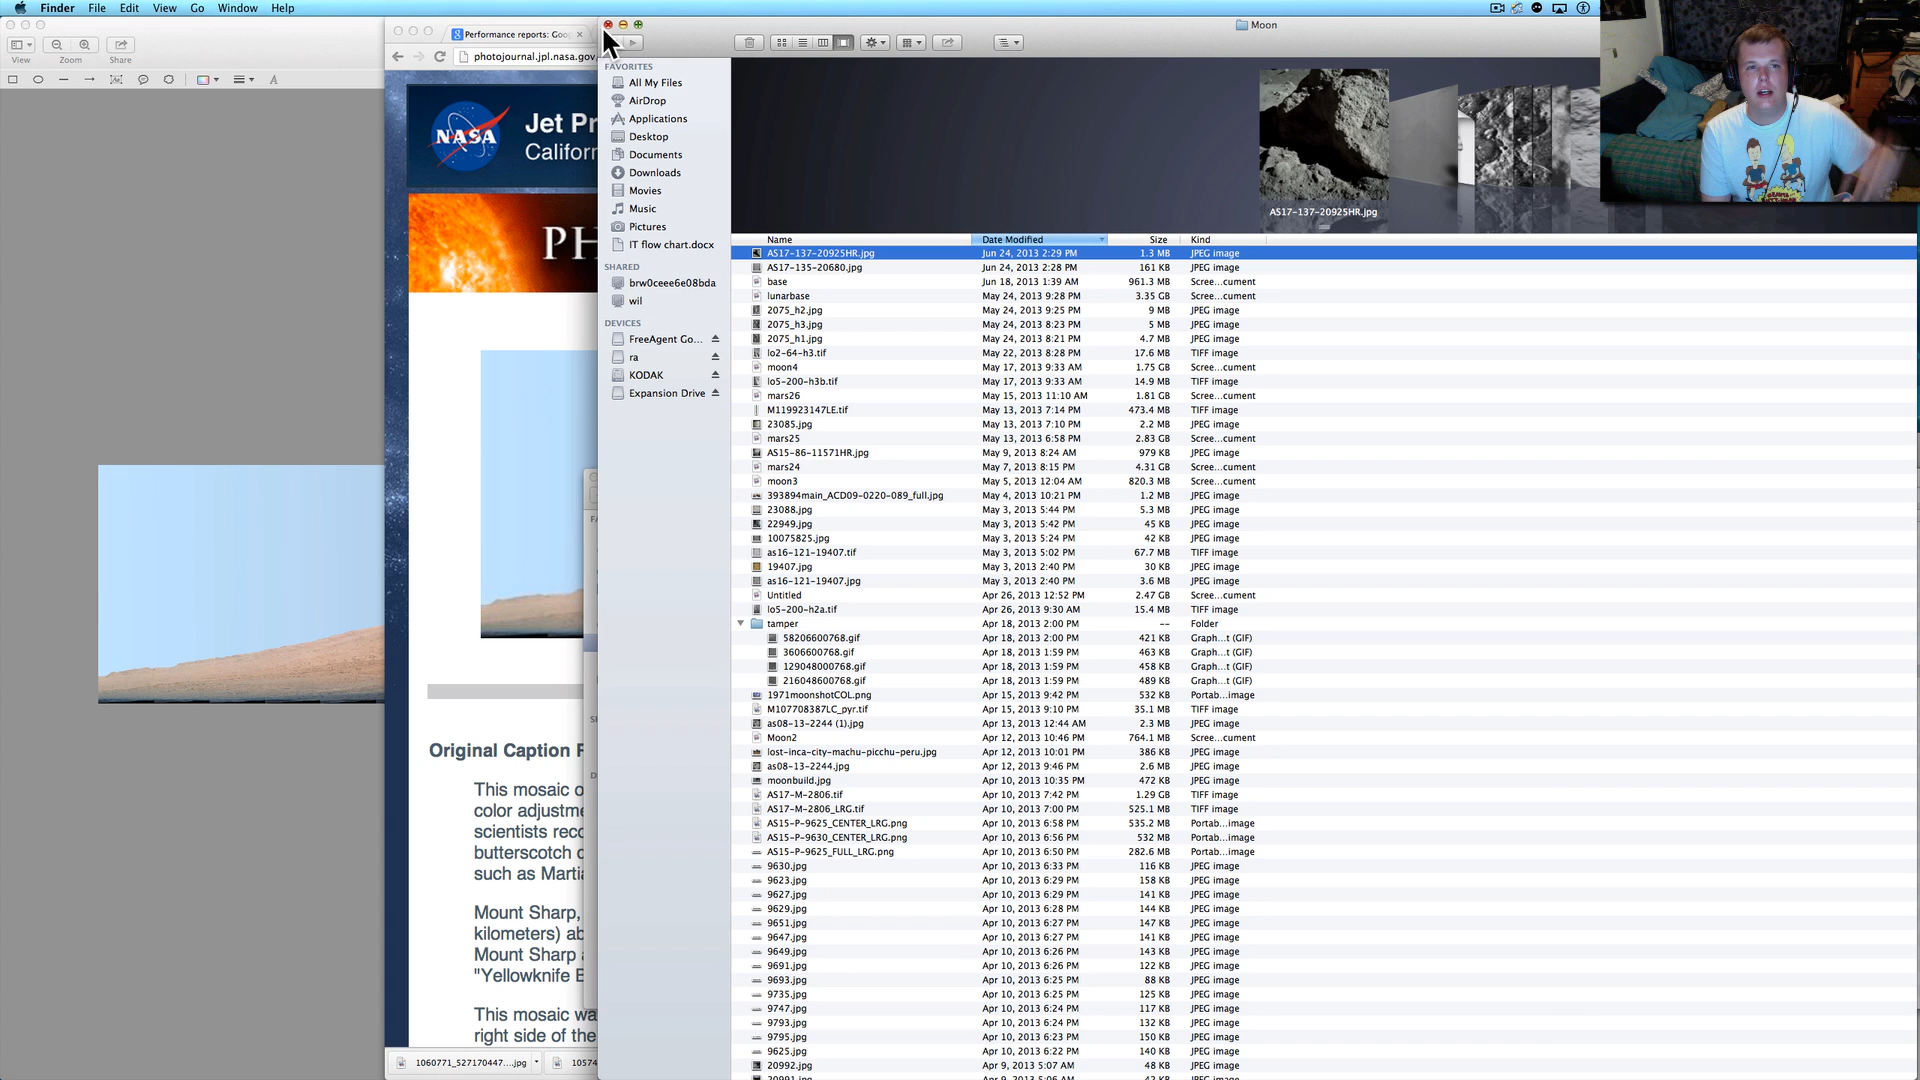 Finder File Edit View Go Window Help
Moon
View Zoom Share
Performance reports: Goo
photojournal.jpl.nasa.gov
NASA
Jet Pr
Californ
PH
Original Caption
This mosaic o
color adjustme
scientists reco
butterscotch c
such as Martia
Mount Sharp,
kilometers) ab
Mount Sharp
"Yellowknife B
This mosaic wa
right side of the
1060771_527170447....jpg
10574
FAVORITES
All My Files
AirDrop
Applications
Desktop
Documents
Downloads
Movies
Music
Pictures
IT flow chart.docx
SHARED
brw0ceee6e08bda
wil
DEVICES
FreeAgent Go...
ra
KODAK
Expansion Drive
AS17-137-20925HR.jpg
Name Date Modified Size Kind
AS17-137-20925HR.jpg Jun 24, 2013 2:29 PM 1.3 MB JPEG image
AS17-135-20680.jpg Jun 24, 2013 2:28 PM 161 KB JPEG image
base Jun 18, 2013 1:39 AM 961.3 MB Scree...cument
lunarbase May 24, 2013 9:28 PM 3.35 GB Scree...cument
2075_h2.jpg May 24, 2013 9:25 PM 9 MB JPEG image
2075_h3.jpg May 24, 2013 8:23 PM 5 MB JPEG image
2075_h1.jpg May 24, 2013 8:21 PM 4.7 MB JPEG image
lo2-64-h3.tif May 22, 2013 8:28 PM 17.6 MB TIFF image
moon4 May 17, 2013 9:33 AM 1.75 GB Scree...cument
lo5-200-h3b.tif May 17, 2013 9:33 AM 14.9 MB TIFF image
mars26 May 15, 2013 11:10 AM 1.81 GB Scree...cument
M119923147LE.tif May 13, 2013 7:14 PM 473.4 MB TIFF image
23085.jpg May 13, 2013 7:10 PM 2.2 MB JPEG image
mars25 May 13, 2013 6:58 PM 2.83 GB Scree...cument
AS15-86-11571HR.jpg May 9, 2013 8:24 AM 979 KB JPEG image
mars24 May 7, 2013 8:15 PM 4.31 GB Scree...cument
moon3 May 5, 2013 12:04 AM 820.3 MB Scree...cument
393894main_ACD09-0220-089_full.jpg May 4, 2013 10:21 PM 1.2 MB JPEG image
23088.jpg May 3, 2013 5:44 PM 5.3 MB JPEG image
22949.jpg May 3, 2013 5:42 PM 45 KB JPEG image
10075825.jpg May 3, 2013 5:24 PM 42 KB JPEG image
as16-121-19407.tif May 3, 2013 5:02 PM 67.7 MB TIFF image
19407.jpg May 3, 2013 2:40 PM 30 KB JPEG image
as16-121-19407.jpg May 3, 2013 2:40 PM 3.6 MB JPEG image
Untitled Apr 26, 2013 12:52 PM 2.47 GB Scree...cument
lo5-200-h2a.tif Apr 26, 2013 9:30 AM 15.4 MB TIFF image
tamper Apr 18, 2013 2:00 PM -- Folder
58206600768.gif Apr 18, 2013 2:00 PM 421 KB Graph...t (GIF)
3606600768.gif Apr 18, 2013 1:59 PM 463 KB Graph...t (GIF)
129048000768.gif Apr 18, 2013 1:59 PM 458 KB Graph...t (GIF)
216048600768.gif Apr 18, 2013 1:59 PM 489 KB Graph...t (GIF)
1971moonshotCOL.png Apr 15, 2013 9:42 PM 532 KB Portab...image
M107708387LC_pyr.tif Apr 15, 2013 9:10 PM 35.1 MB TIFF image
as08-13-2244 (1).jpg Apr 13, 2013 12:44 AM 2.3 MB JPEG image
Moon2 Apr 12, 2013 10:46 PM 764.1 MB Scree...cument
lost-inca-city-machu-picchu-peru.jpg Apr 12, 2013 10:01 PM 386 KB JPEG image
as08-13-2244.jpg Apr 12, 2013 9:46 PM 2.6 MB JPEG image
moonbuild.jpg Apr 10, 2013 10:35 PM 472 KB JPEG image
AS17-M-2806.tif Apr 10, 2013 7:42 PM 1.29 GB TIFF image
AS17-M-2806_LRG.tif Apr 10, 2013 7:00 PM 525.1 MB TIFF image
AS15-P-9625_CENTER_LRG.png Apr 10, 2013 6:58 PM 535.2 MB Portab...image
AS15-P-9630_CENTER_LRG.png Apr 10, 2013 6:56 PM 532 MB Portab...image
AS15-P-9625_FULL_LRG.png Apr 10, 2013 6:50 PM 282.6 MB Portab...image
9630.jpg Apr 10, 2013 6:33 PM 116 KB JPEG image
9623.jpg Apr 10, 2013 6:29 PM 158 KB JPEG image
9627.jpg Apr 10, 2013 6:29 PM 141 KB JPEG image
9629.jpg Apr 10, 2013 6:28 PM 144 KB JPEG image
9651.jpg Apr 10, 2013 6:27 PM 147 KB JPEG image
9647.jpg Apr 10, 2013 6:27 PM 141 KB JPEG image
9649.jpg Apr 10, 2013 6:26 PM 143 KB JPEG image
9691.jpg Apr 10, 2013 6:26 PM 122 KB JPEG image
9693.jpg Apr 10, 2013 6:25 PM 88 KB JPEG image
9735.jpg Apr 10, 2013 6:25 PM 125 KB JPEG image
9747.jpg Apr 10, 2013 6:24 PM 117 KB JPEG image
9793.jpg Apr 10, 2013 6:24 PM 132 KB JPEG image
9795.jpg Apr 10, 2013 6:23 PM 150 KB JPEG image
9625.jpg Apr 10, 2013 6:22 PM 140 KB JPEG image
20992.jpg Apr 9, 2013 5:07 AM 48 KB JPEG image